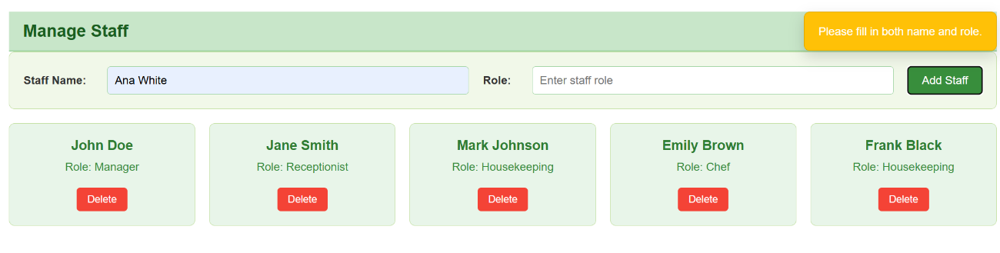 Manage Staff
Please fill in both name and role.
Staff Name: Ana White Role: Enter staff role Add Staff
John Doe Jane Smith Mark Johnson Emily Brown Frank Black
Role: Manager Role: Receptionist Role: Housekeeping Role: Chef Role: Housekeeping
Delete Delete Delete Delete Delete